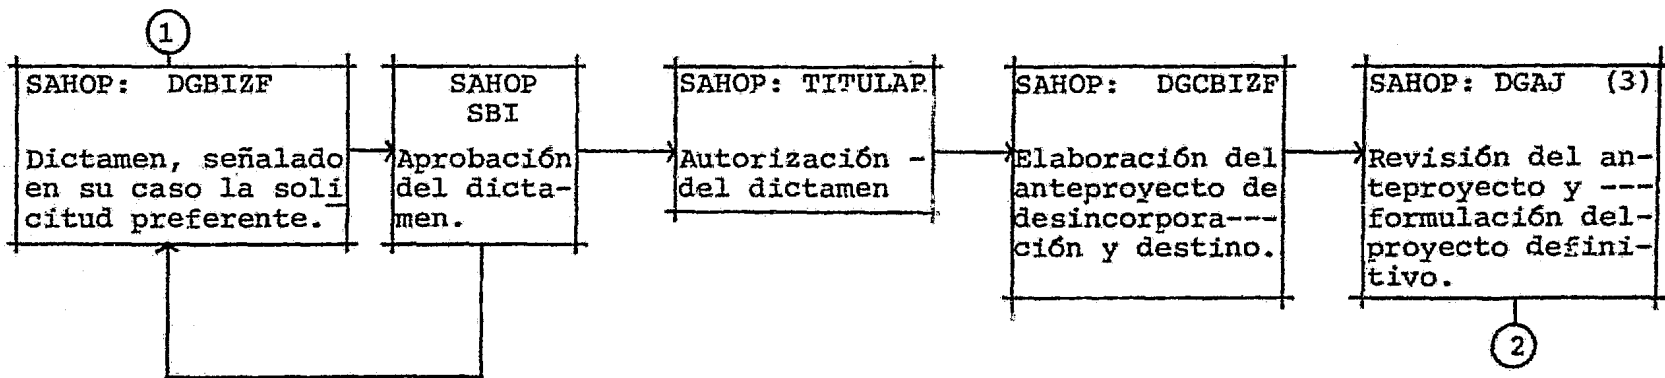 1
SAHOP: DGBIZF
Dictamen, señalado
en su caso la soli
citud preferente.
SAHOP
SBI
Aprobación
del dicta-
men.
SAHOP: TITULAR
Autorización -
del dictamen
SAHOP: DGCBIZF
Elaboración del
anteproyecto de
desincorpora---
ción y destino.
SAHOP: DGAJ (3)
Revisión del an-
teproyecto y ---
formulación del-
proyecto defini-
tivo.
2